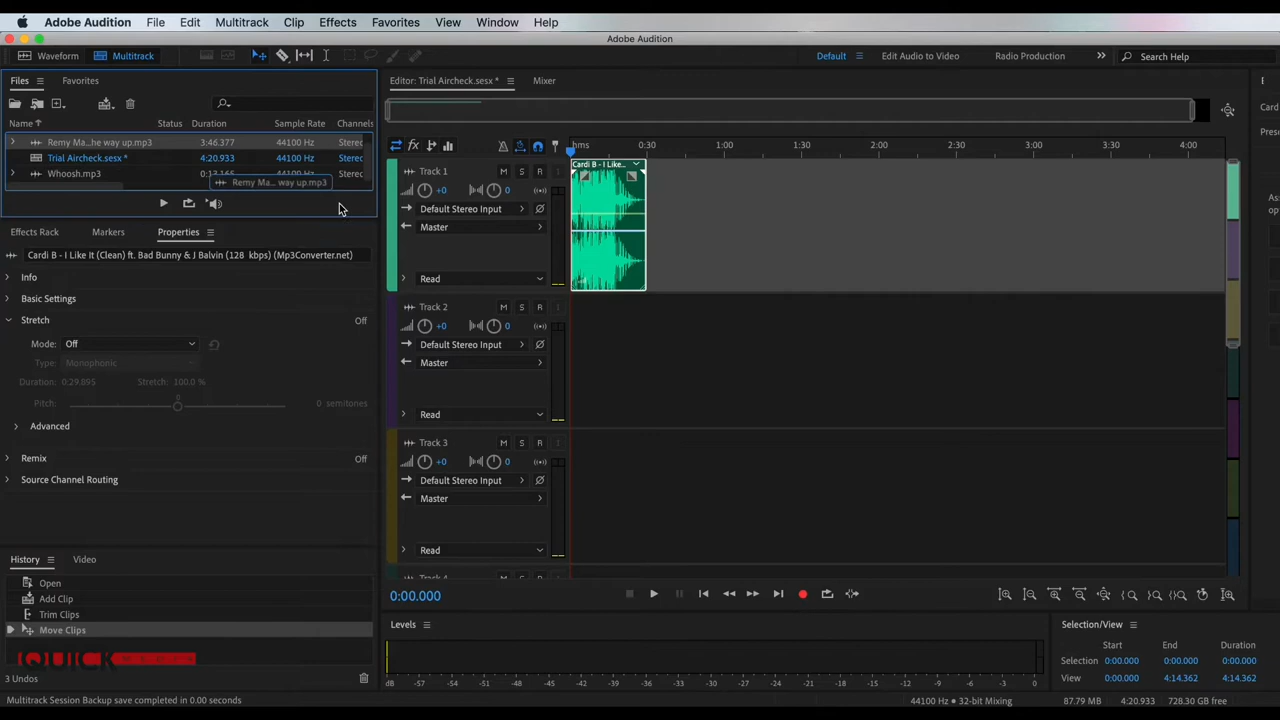 Adobe Audition File Edit Multitrack Clip Effects Favorites View Window Help
Adobe Audition
Waveform Multitrack Default Edit Audio to Video Radio Production Search Help
Files Favorites Editor: Trial Aircheck.sesx * Mixer
Name Status Duration Sample Rate Channels
Remy Ma...he way up.mp3 3:46.377 44100 Hz Stereo
Trial Aircheck.sesx * 4:20.933 44100 Hz Stereo
Whoosh.mp3 44100 Hz Stereo
Remy Ma... way up.mp3
Effects Rack Markers Properties
Cardi B - I Like It (Clean) ft. Bad Bunny & J Balvin (128 kbps) (Mp3Converter.net)
Info
Basic Settings
Stretch Off
Mode: Off
Type: Monophonic
Duration: 0:29.895 Stretch: 100.0 %
0
Pitch: 0 semitones
Advanced
Remix Off
Source Channel Routing
History Video
Open
Add Clip
Trim Clips
Move Clips
QUICK
3 Undos
hms 0:30 1:00 1:30 2:00 2:30 3:00 3:30 4:00
Cardi B - I Like...
Track 1 M S R I
+0 0
Default Stereo Input
Master
Read
Track 2 M S R I
+0 0
Default Stereo Input
Master
Read
Track 3 M S R I
+0 0
Default Stereo Input
Master
Read
Track 4
0:00.000
Levels
dB -57 -54 -51 -48 -45 -42 -39 -36 -33 -30 -27 -24 -21 -18 -15 -12 -9 -6 -3 0
Selection/View
Start End Duration
Selection 0:00.000 0:00.000 0:00.000
View 0:00.000 4:14.362 4:14.362
Multitrack Session Backup save completed in 0.00 seconds 44100 Hz • 32-bit Mixing 87.79 MB 4:20.933 728.30 GB free
Card